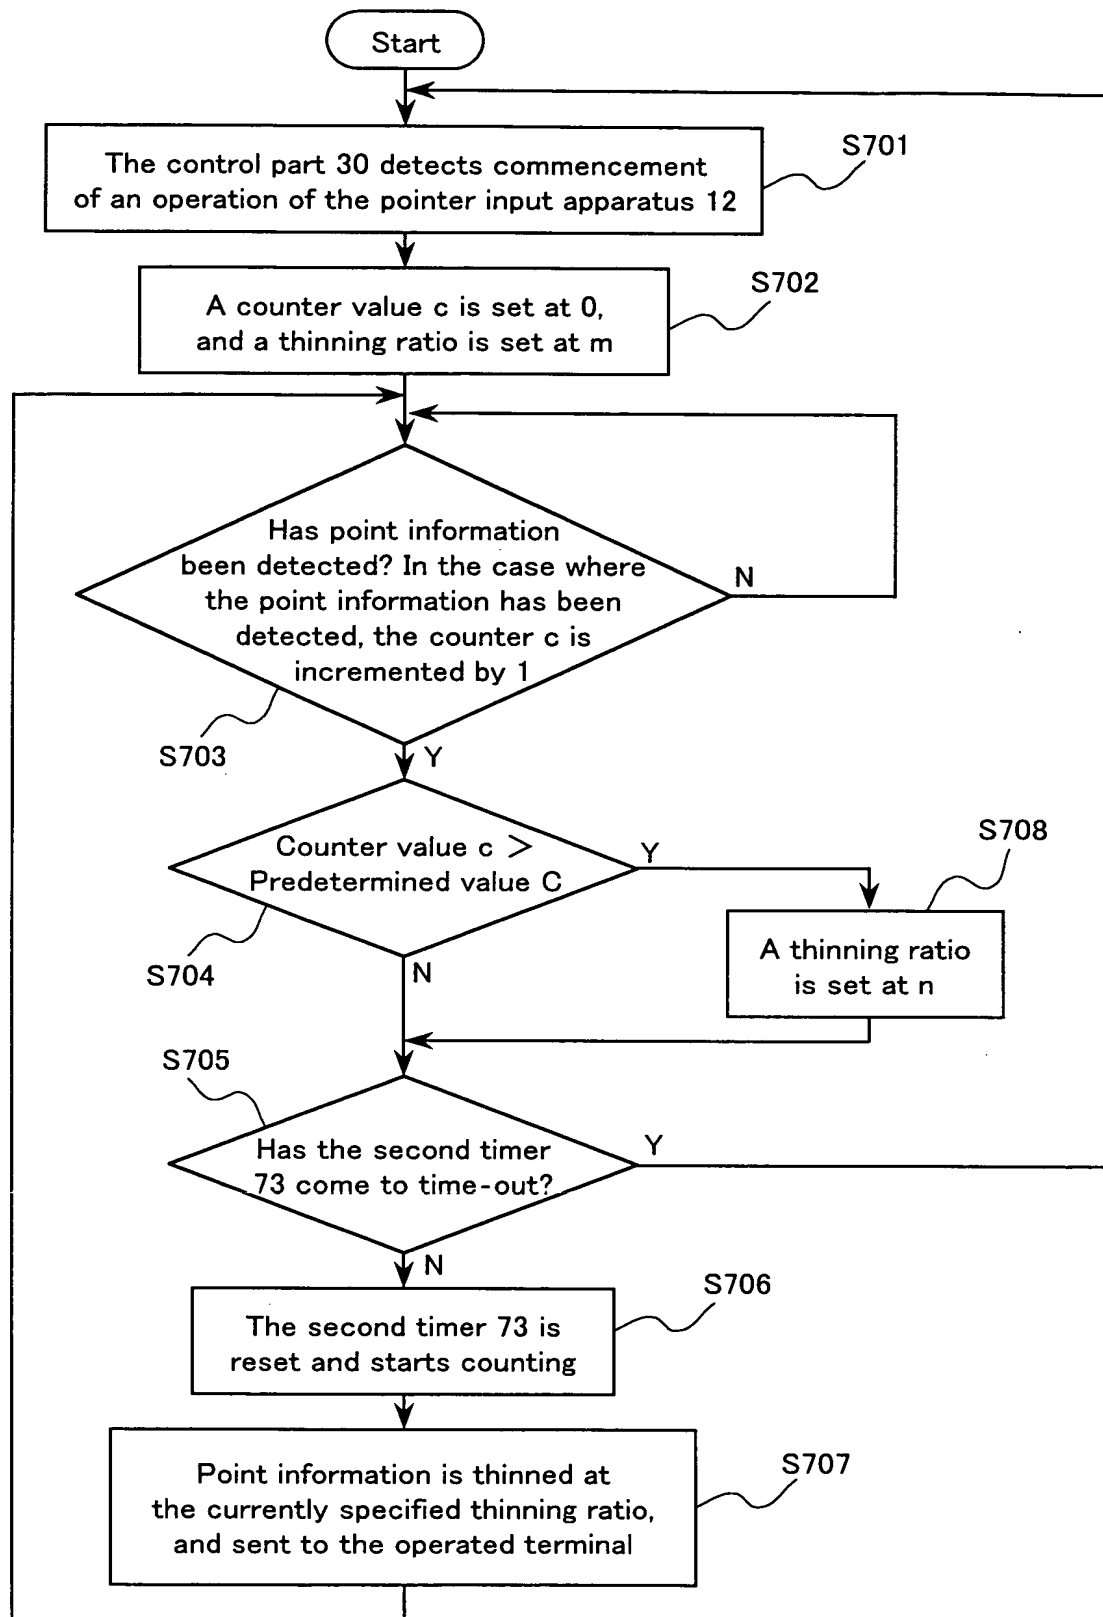 Start
The control part 30 detects commencement
of an operation of the pointer input apparatus 12
S701
A counter value c is set at 0,
and a thinning ratio is set at m
S702
Has point information
been detected? In the case where
the point information has been
detected, the counter c is
incremented by 1
N
S703
Y
Counter value c >
Predetermined value C
Y
S708
S704
N
A thinning ratio
is set at n
S705
Has the second timer
73 come to time-out?
Y
N
S706
The second timer 73 is
reset and starts counting
S707
Point information is thinned at
the currently specified thinning ratio,
and sent to the operated terminal